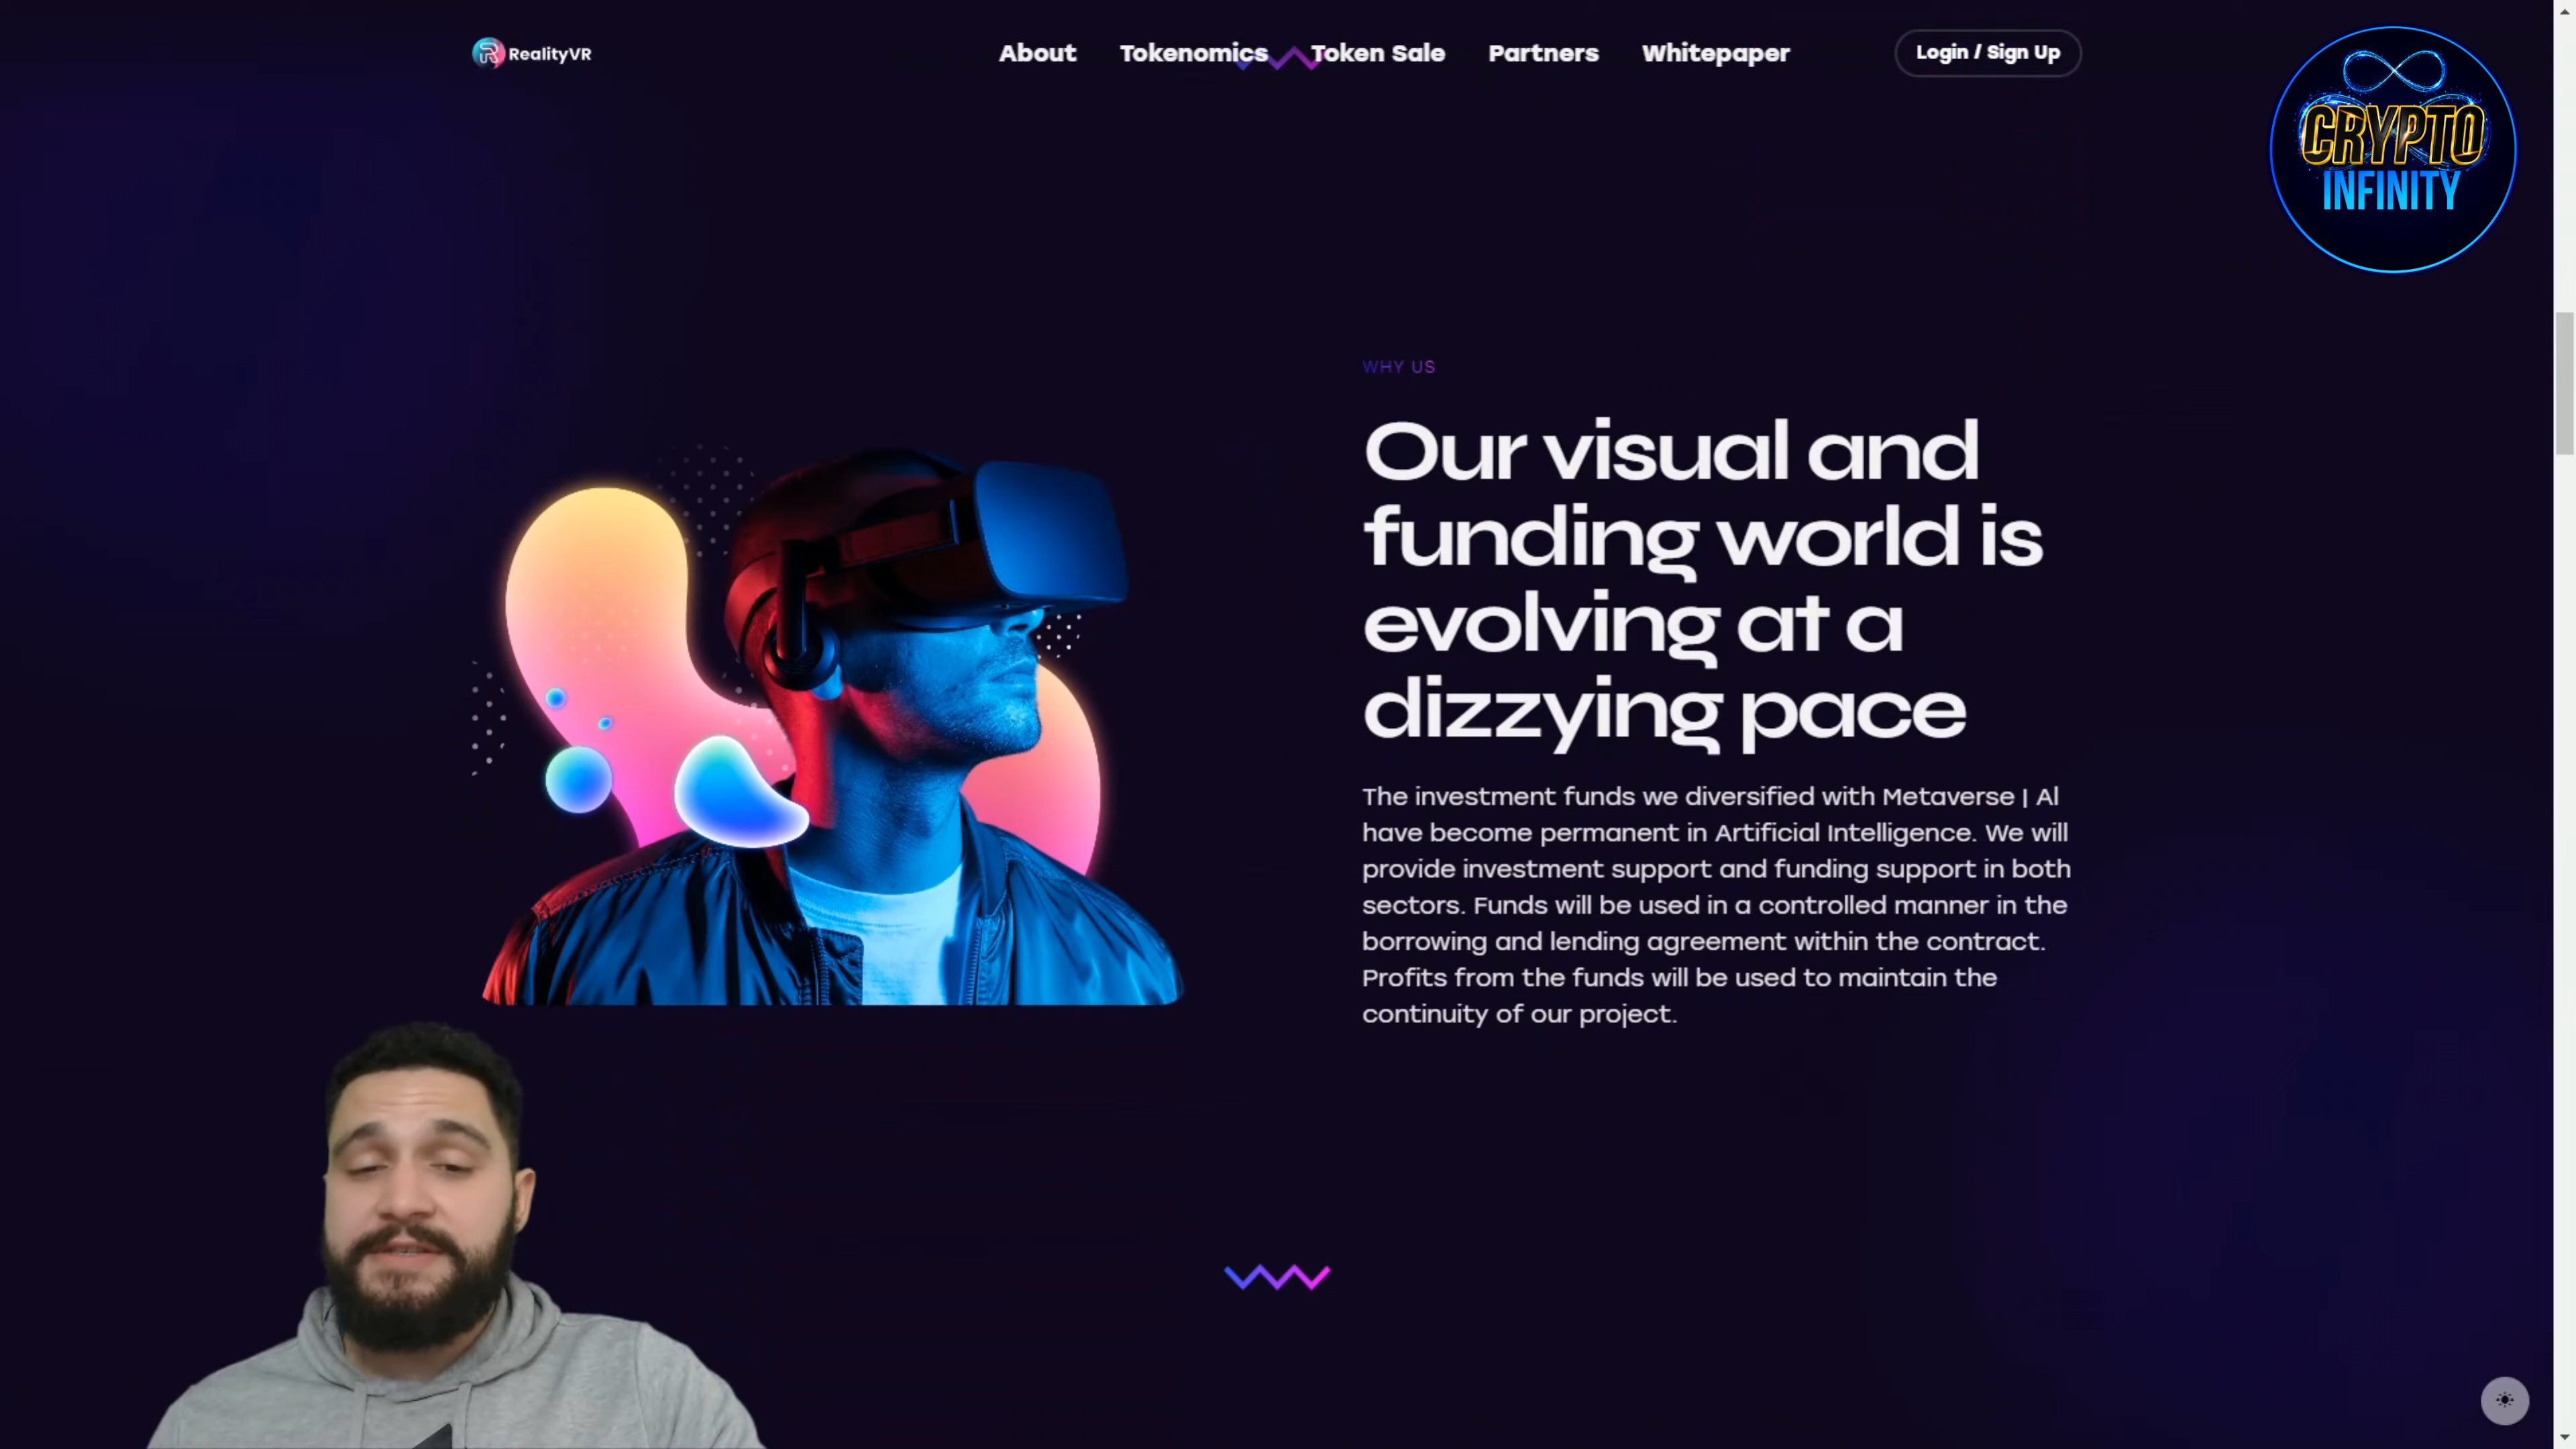 RealityVR
About Tokenomics Token Sale Partners Whitepaper Login / Sign Up
CRYPTO
INFINITY
WHY US
Our visual and
funding world is
evolving at a
dizzying pace
The investment funds we diversified with Metaverse | Al
have become permanent in Artificial Intelligence. We will
provide investment support and funding support in both
sectors. Funds will be used in a controlled manner in the
borrowing and lending agreement within the contract.
Profits from the funds will be used to maintain the
continuity of our project.